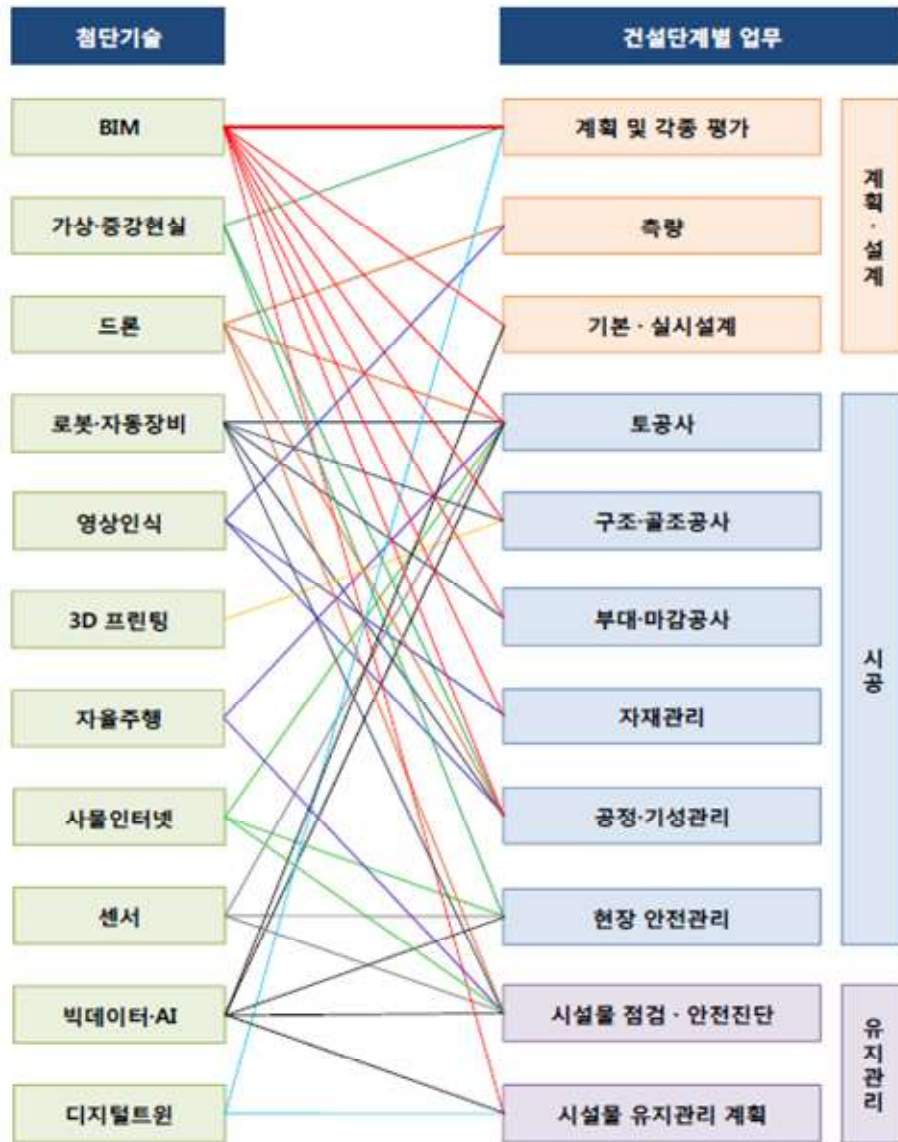 첨단기술
건설단계별 업무
BIM
가상·증강현실
드론
로봇·자동장비
영상인식
3D 프린팅
자율주행
사물인터넷
센서
빅데이터·AI
디지털트윈
계획 및 각종 평가
측량
기본 · 실시설계
토공사
구조·골조공사
부대·마감공사
자재관리
공정·기성관리
현장 안전관리
시설물 점검 · 안전진단
시설물 유지관리 계획
계획·설계
시공
유지관리